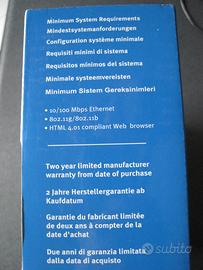 Minimum System Requirements
Mindestsystemanforderungen
Configuration système minimale
Requisiti minimi di sistema
Requisitos mínimos del sistema
Minimale systeemvereisten
Minimum Sistem Gereksinimleri
• 10/100 Mbps Ethernet
• 802.11g/802.11b
• HTML 4.01 compliant Web browser
Two year limited manufacturer
warranty from date of purchase
2 Jahre Herstellergarantie ab
Kaufdatum
Garantie du fabricant limitée
de deux ans à compter de la
date d'achat
Due anni di garanzia limitata
dalla data di acquisto
subito